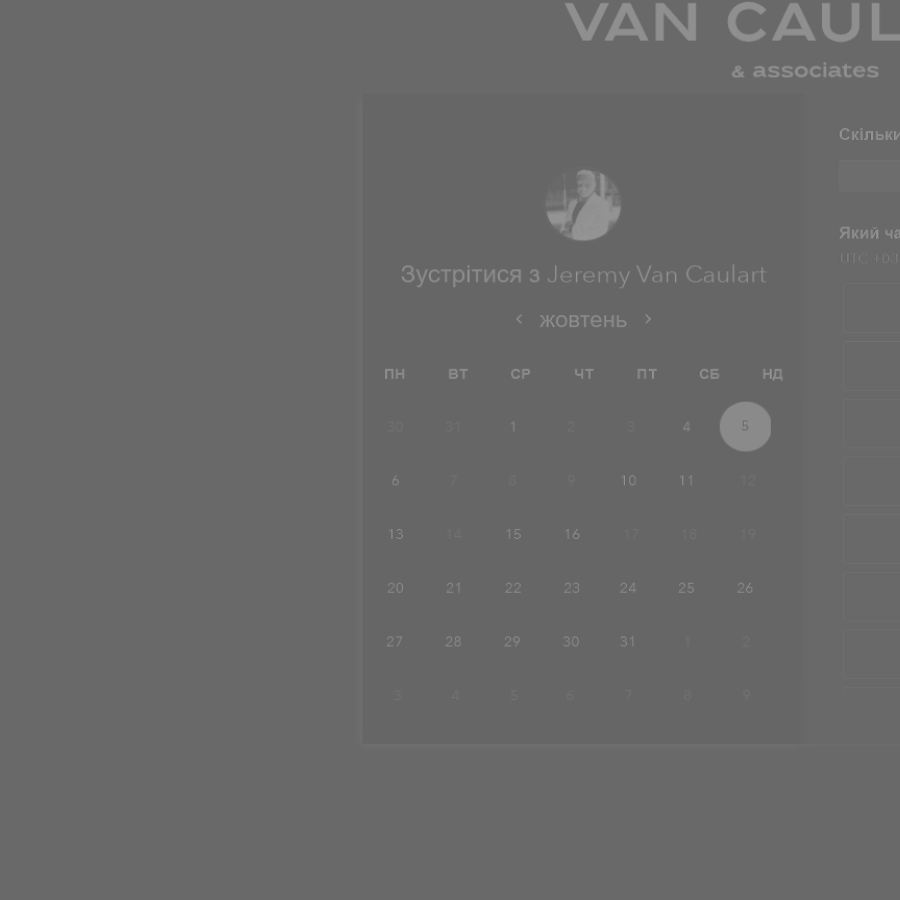 VAN CAUL
& associates
Зустрітися з Jeremy Van Caulart
< жовтень >
ПН ВТ СР ЧТ ПТ СБ НД
30 31 1 2 3 4 5
6 7 8 9 10 11 12
13 14 15 16 17 18 19
20 21 22 23 24 25 26
27 28 29 30 31 1 2
3 4 5 6 7 8 9
Скільки
Який ча
UTC +03